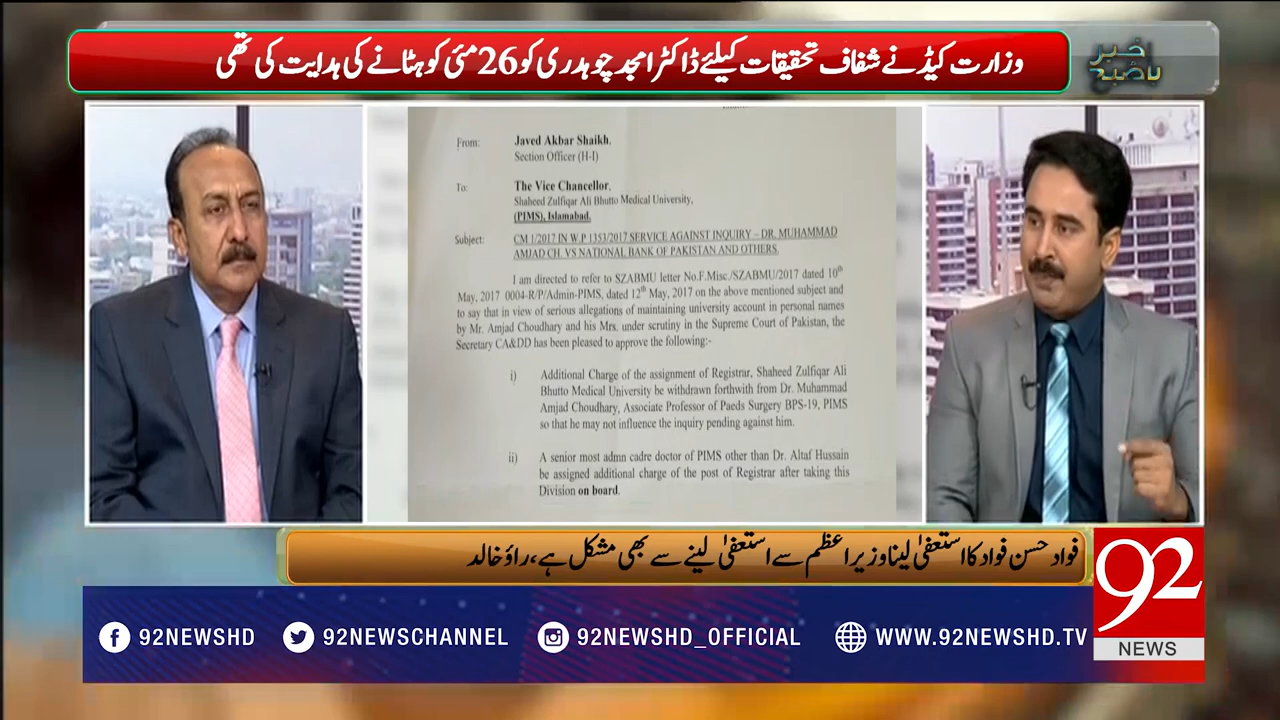 وزارت کیڈ نے شفاف تحقیقات کیلئے ڈاکٹر امجد چوہدری کو 26 مئی کو ہٹانے کی ہدایت کی تھی
From: Javed Akbar Shaikh,
Section Officer (H-I)
To: The Vice Chancellor,
Shaheed Zulfiqar Ali Bhutto Medical University,
(PIMS), Islamabad.
Subject: CM 1/2017 IN W.P 1353/2017 SERVICE AGAINST INQUIRY – DR. MUHAMMAD
AMJAD CH. VS NATIONAL BANK OF PAKISTAN AND OTHERS.
I am directed to refer to SZABMU letter No.F.Misc./SZABMU/2017 dated 10th
May, 2017 0004-R/P/Admin-PIMS, dated 12th May, 2017 on the above mentioned subject and
to say that in view of serious allegations of maintaining university account in personal names
by Mr. Amjad Choudhary and his Mrs. under scrutiny in the Supreme Court of Pakistan, the
Secretary CA&DD has been pleased to approve the following:-
i) Additional Charge of the assignment of Registrar, Shaheed Zulfiqar Ali
Bhutto Medical University be withdrawn forthwith from Dr. Muhammad
Amjad Choudhary, Associate Professor of Paeds Surgery BPS-19, PIMS
so that he may not influence the inquiry pending against him.
ii) A senior most admn cadre doctor of PIMS other than Dr. Altaf Hussain
be assigned additional charge of the post of Registrar after taking this
Division on board.
فواد حسن فواد کا استعفیٰ لینا وزیراعظم سے استعفیٰ لینے سے بھی مشکل ہے، راؤ خالد
92
NEWS
92NEWSHD 92NEWSCHANNEL 92NEWSHD_OFFICIAL WWW.92NEWSHD.TV